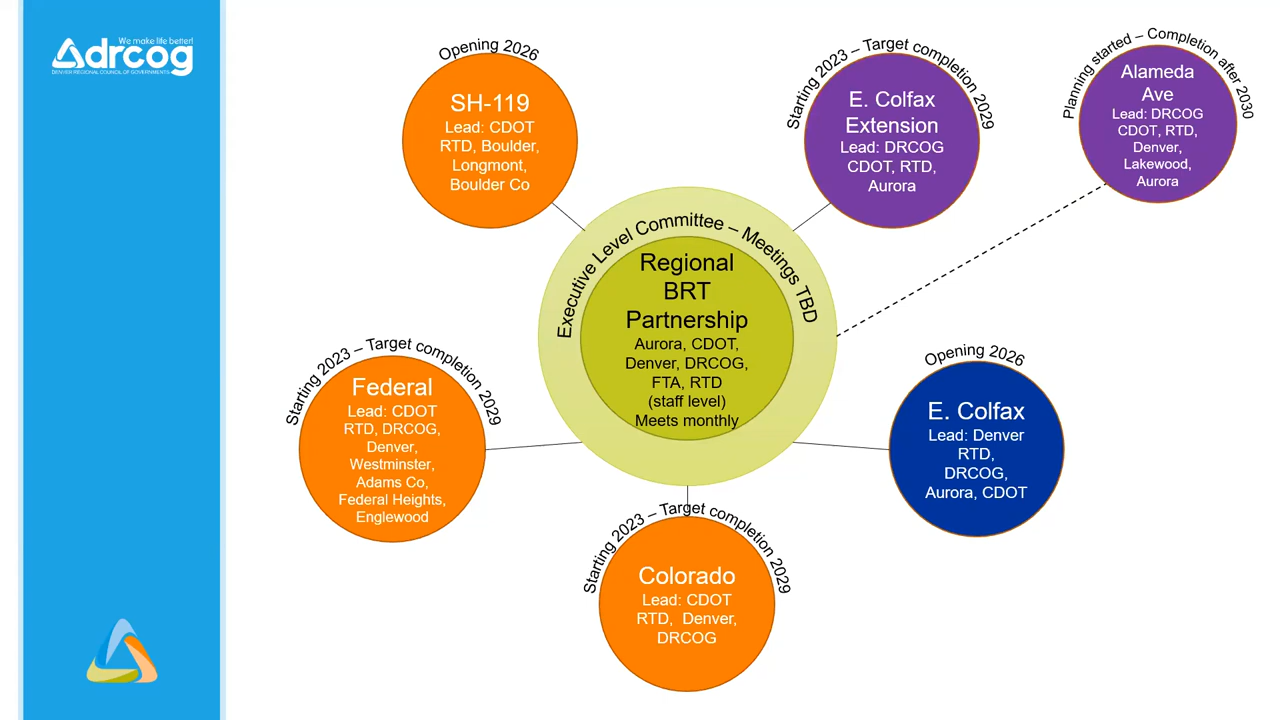 We make life better!
drcog
DENVER REGIONAL COUNCIL OF GOVERNMENTS
Opening 2026
SH-119
Lead: CDOT
RTD, Boulder,
Longmont,
Boulder Co
Starting 2023 – Target completion 2029
E. Colfax
Extension
Lead: DRCOG
CDOT, RTD,
Aurora
Planning started – Completion after 2030
Alameda
Ave
Lead: DRCOG
CDOT, RTD,
Denver,
Lakewood,
Aurora
Executive Level Committee – Meetings TBD
Regional
BRT
Partnership
Aurora, CDOT,
Denver, DRCOG,
FTA, RTD
(staff level)
Meets monthly
Starting 2023 – Target completion 2029
Federal
Lead: CDOT
RTD, DRCOG,
Denver,
Westminster,
Adams Co,
Federal Heights,
Englewood
Opening 2026
E. Colfax
Lead: Denver
RTD,
DRCOG,
Aurora, CDOT
Starting 2023 – Target completion 2029
Colorado
Lead: CDOT
RTD, Denver,
DRCOG